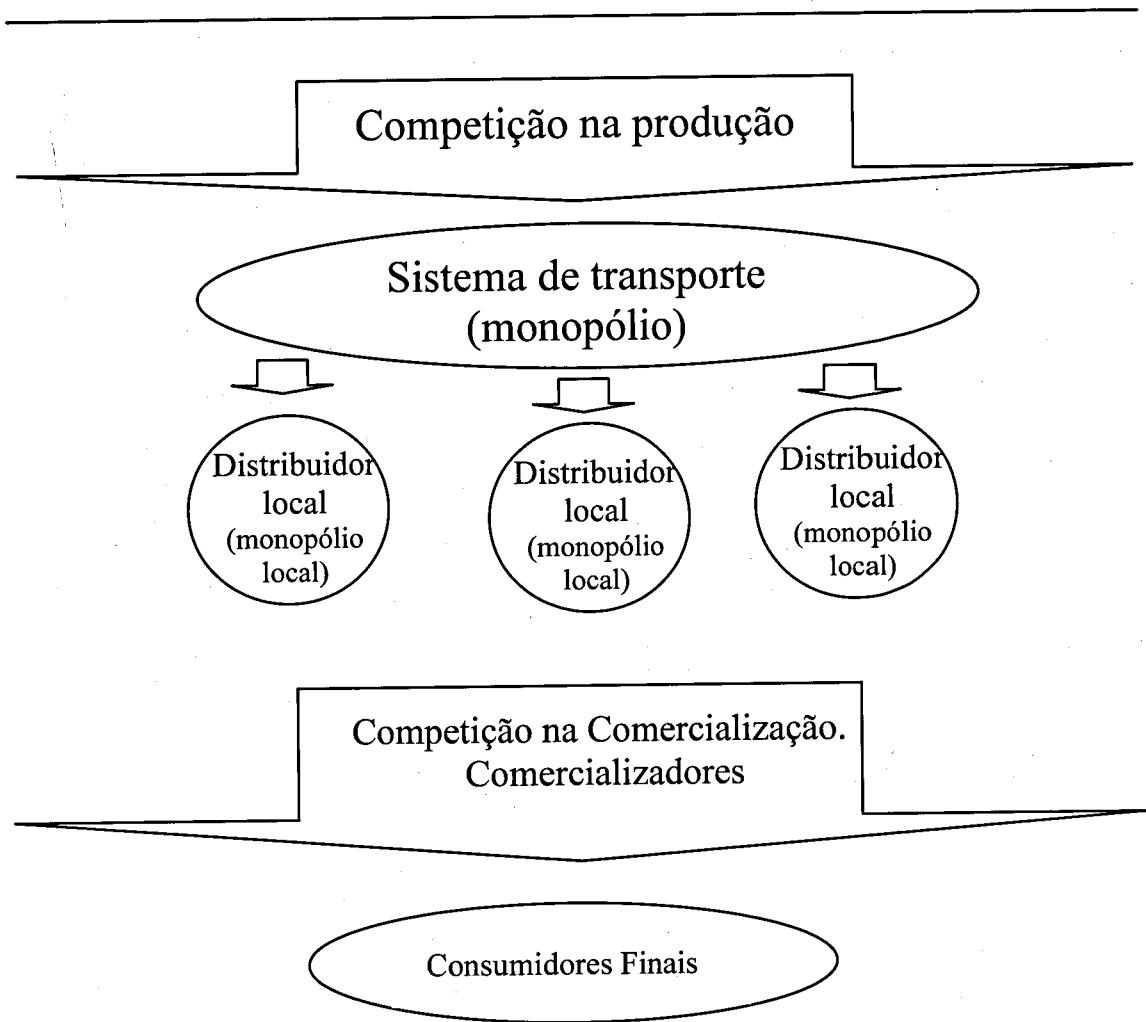 Competição na produção
Sistema de transporte
(monopólio)
Distribuidor
local
(monopólio
local)
Distribuidor
local
(monopólio
local)
Distribuidor
local
(monopólio
local)
Competição na Comercialização.
Comercializadores
Consumidores Finais